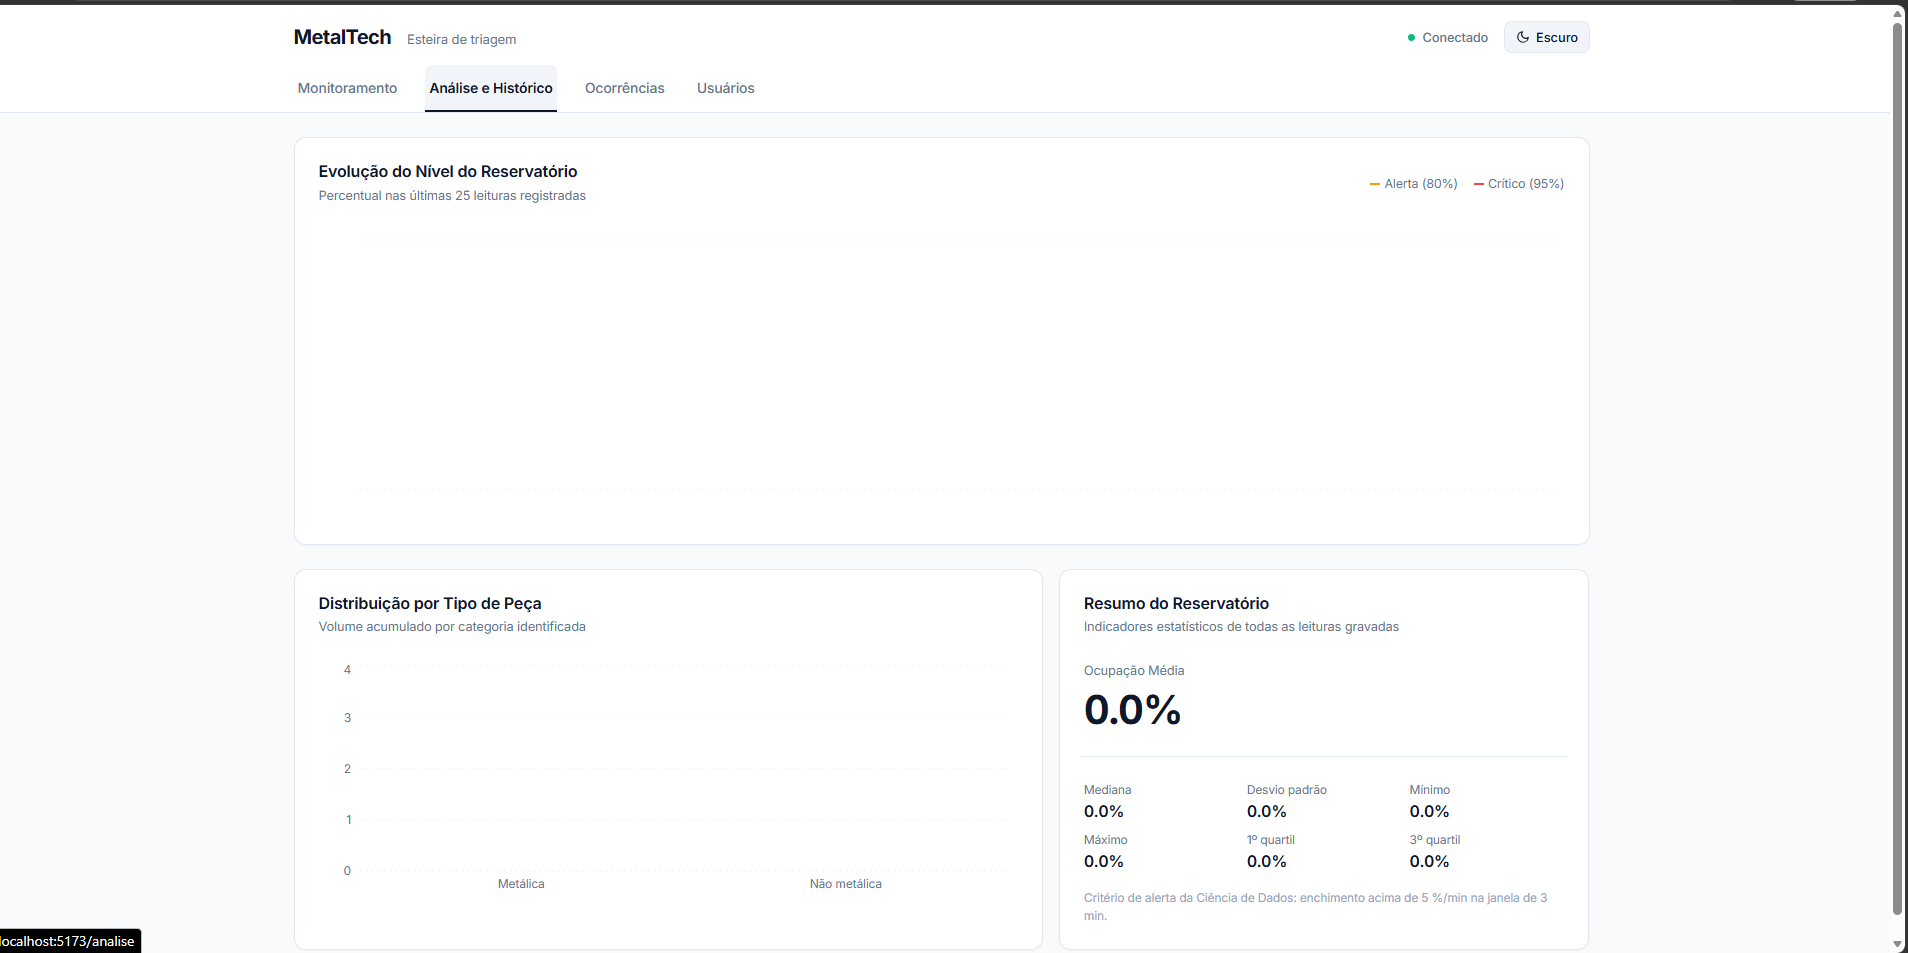 MetalTech Esteira de triagem
Conectado
Escuro
Monitoramento Análise e Histórico Ocorrências Usuários
Evolução do Nível do Reservatório
Percentual nas últimas 25 leituras registradas
Alerta (80%) Crítico (95%)
Distribuição por Tipo de Peça
Volume acumulado por categoria identificada
4
3
2
1
0
Metálica Não metálica
Resumo do Reservatório
Indicadores estatísticos de todas as leituras gravadas
Ocupação Média
0.0%
Mediana Desvio padrão Mínimo
0.0% 0.0% 0.0%
Máximo 1º quartil 3º quartil
0.0% 0.0% 0.0%
Critério de alerta da Ciência de Dados: enchimento acima de 5 %/min na janela de 3
min.
localhost:5173/analise